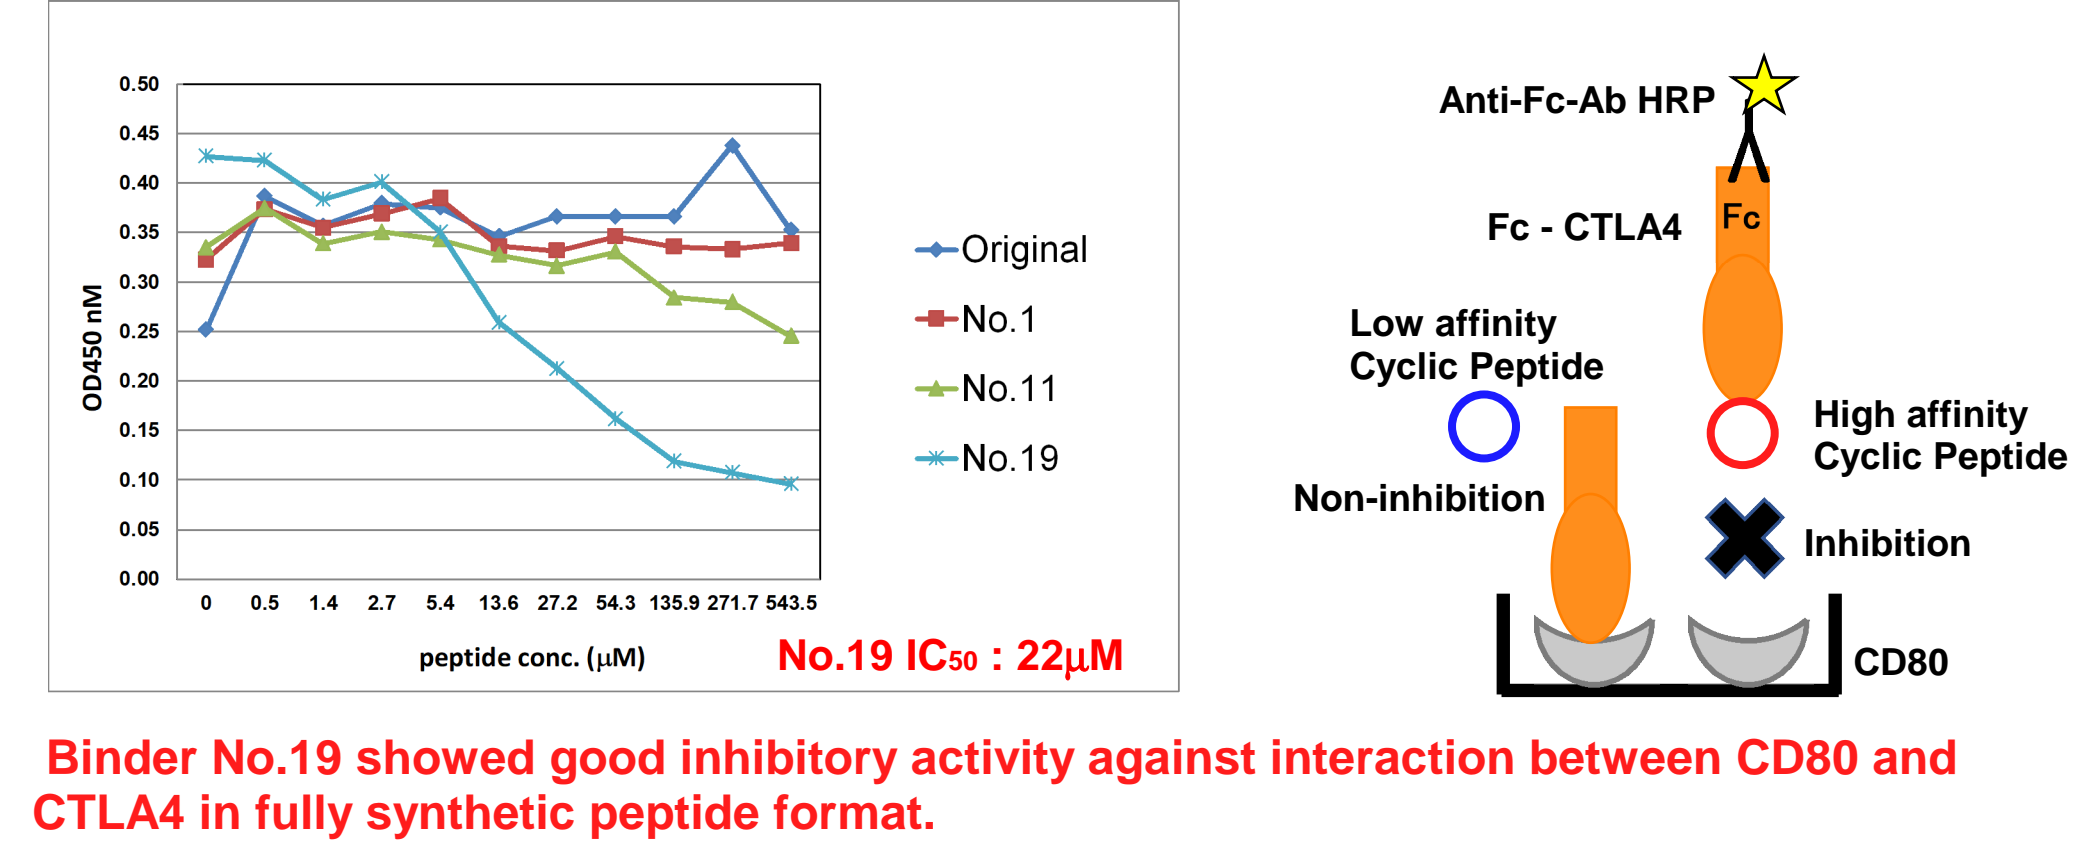 0.50
0.45
0.40
0.35
0.30
0.25
0.20
0.15
0.10
0.05
0.00
OD450 nM
0 0.5 1.4 2.7 5.4 13.6 27.2 54.3 135.9 271.7 543.5
peptide conc. (μM)
Original
No.1
No.11
No.19
No.19 IC50 : 22μM
Anti-Fc-Ab HRP
Fc - CTLA4
Fc
Low affinity
Cyclic Peptide
High affinity
Cyclic Peptide
Non-inhibition
Inhibition
CD80
Binder No.19 showed good inhibitory activity against interaction between CD80 and
CTLA4 in fully synthetic peptide format.